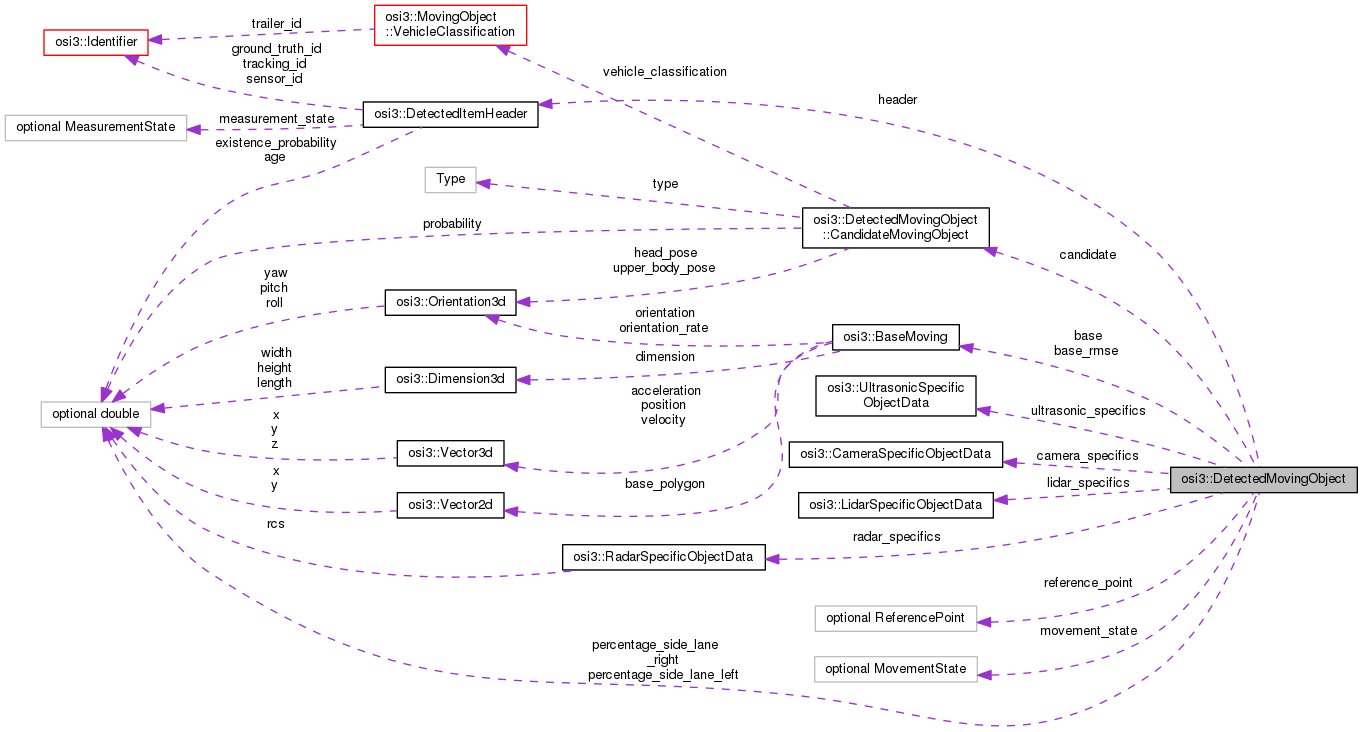 osi3::MovingObject
::VehicleClassification
trailer_id
osi3::Identifier
ground_truth_id
tracking_id
sensor_id
vehicle_classification
header
osi3::DetectedItemHeader
optional MeasurementState
measurement_state
existence_probability
age
Type
type
osi3::DetectedMovingObject
::CandidateMovingObject
probability
candidate
head_pose
upper_body_pose
yaw
pitch
roll
osi3::Orientation3d
orientation
orientation_rate
osi3::BaseMoving
base
base_rmse
width
height
length
osi3::Dimension3d
dimension
osi3::UltrasonicSpecific
ObjectData
ultrasonic_specifics
optional double
acceleration
position
velocity
x
y
z
osi3::Vector3d
osi3::CameraSpecificObjectData
camera_specifics
osi3::DetectedMovingObject
x
y
base_polygon
lidar_specifics
osi3::Vector2d
osi3::LidarSpecificObjectData
rcs
radar_specifics
osi3::RadarSpecificObjectData
reference_point
optional ReferencePoint
movement_state
percentage_side_lane
_right
percentage_side_lane_left
optional MovementState